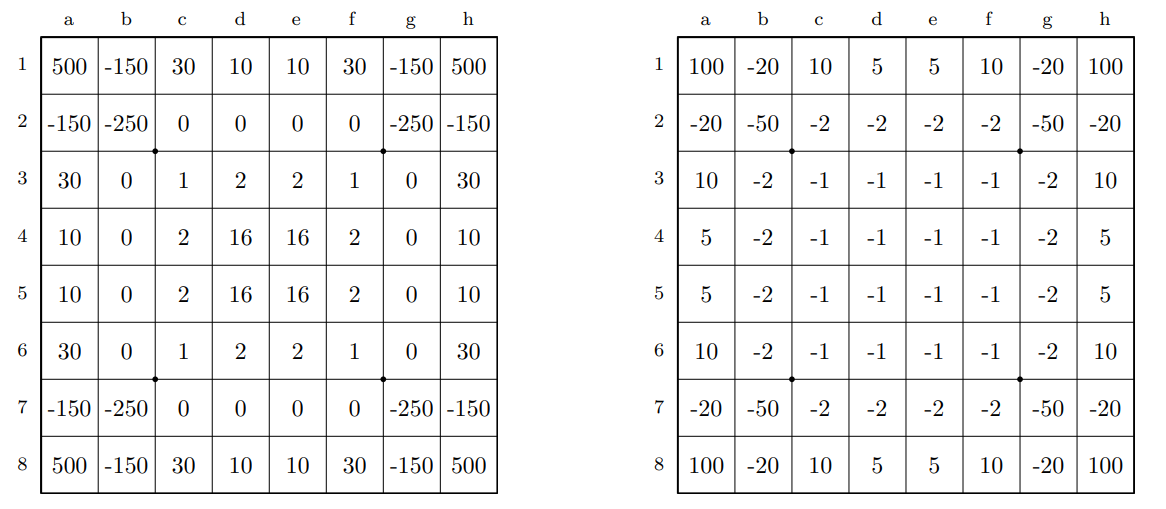 a b c d e f g h
1 500 -150 30 10 10 30 -150 500
2 -150 -250 0 0 0 0 -250 -150
3 30 0 1 2 2 1 0 30
4 10 0 2 16 16 2 0 10
5 10 0 2 16 16 2 0 10
6 30 0 1 2 2 1 0 30
7 -150 -250 0 0 0 0 -250 -150
8 500 -150 30 10 10 30 -150 500
a b c d e f g h
1 100 -20 10 5 5 10 -20 100
2 -20 -50 -2 -2 -2 -2 -50 -20
3 10 -2 -1 -1 -1 -1 -2 10
4 5 -2 -1 -1 -1 -1 -2 5
5 5 -2 -1 -1 -1 -1 -2 5
6 10 -2 -1 -1 -1 -1 -2 10
7 -20 -50 -2 -2 -2 -2 -50 -20
8 100 -20 10 5 5 10 -20 100